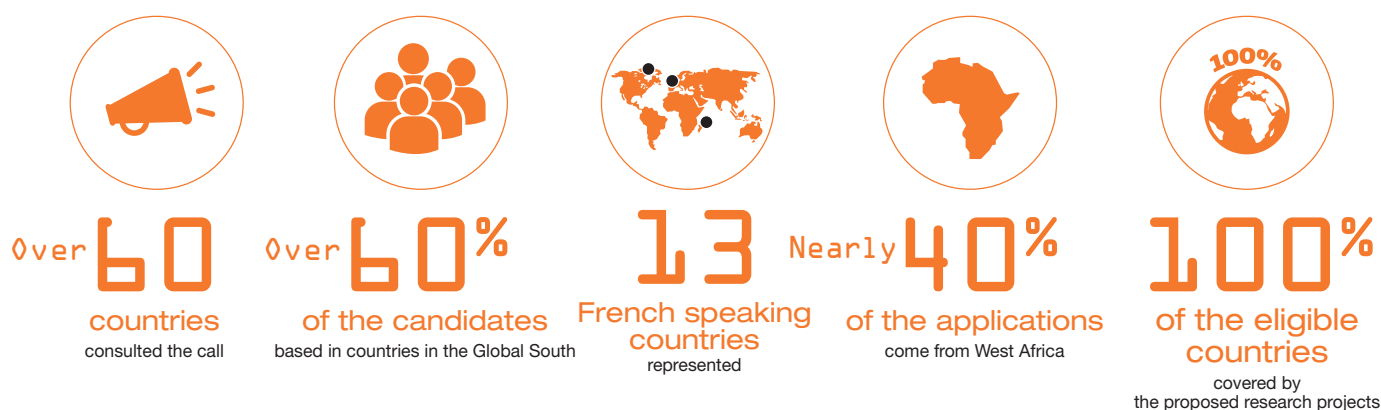 Over 60
countries
consulted the call
Over 60%
of the candidates
based in countries in the Global South
13
French speaking
countries
represented
Nearly 40%
of the applications
come from West Africa
100%
100%
of the eligible
countries
covered by
the proposed research projects